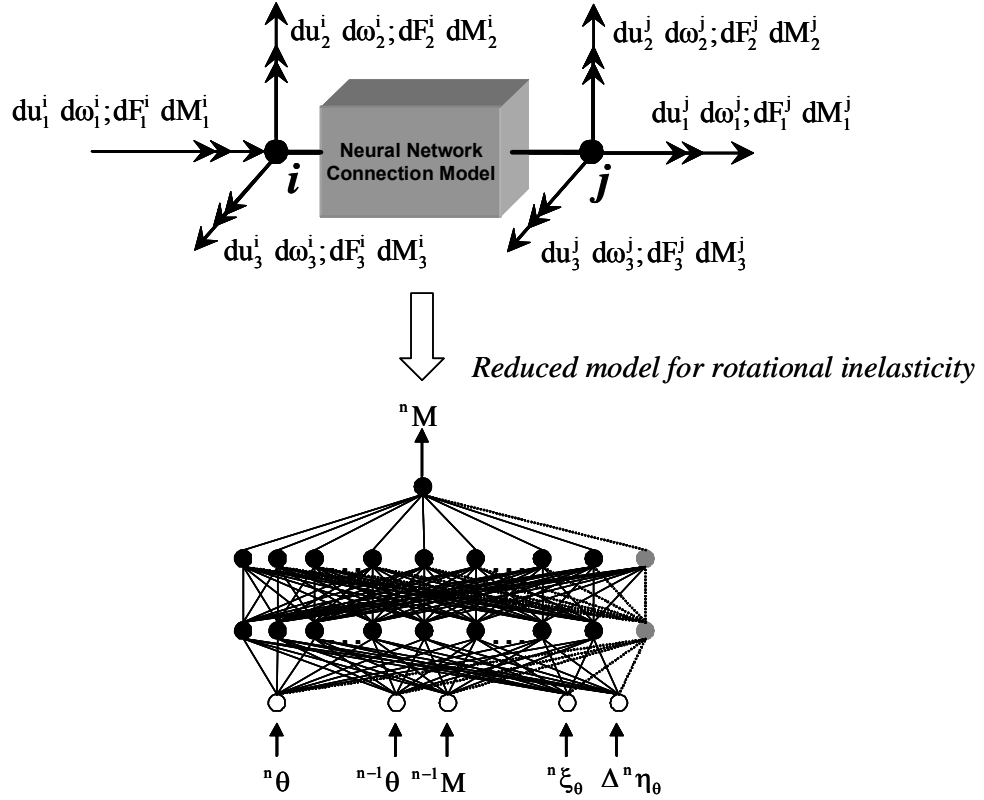 du₂ⁱ dω₂ⁱ;dF₂ⁱ dM₂ⁱ
du₂ʲ dω₂ʲ;dF₂ʲ dM₂ʲ
du₁ⁱ dω₁ⁱ;dF₁ⁱ dM₁ⁱ
du₁ʲ dω₁ʲ;dF₁ʲ dM₁ʲ
Neural Network
Connection Model
i
j
du₃ⁱ dω₃ⁱ;dF₃ⁱ dM₃ⁱ
du₃ʲ dω₃ʲ;dF₃ʲ dM₃ʲ
Reduced model for rotational inelasticity
ⁿM
ⁿθ
ⁿ⁻¹θ
ⁿ⁻¹M
ⁿξ_θ
Δⁿη_θ